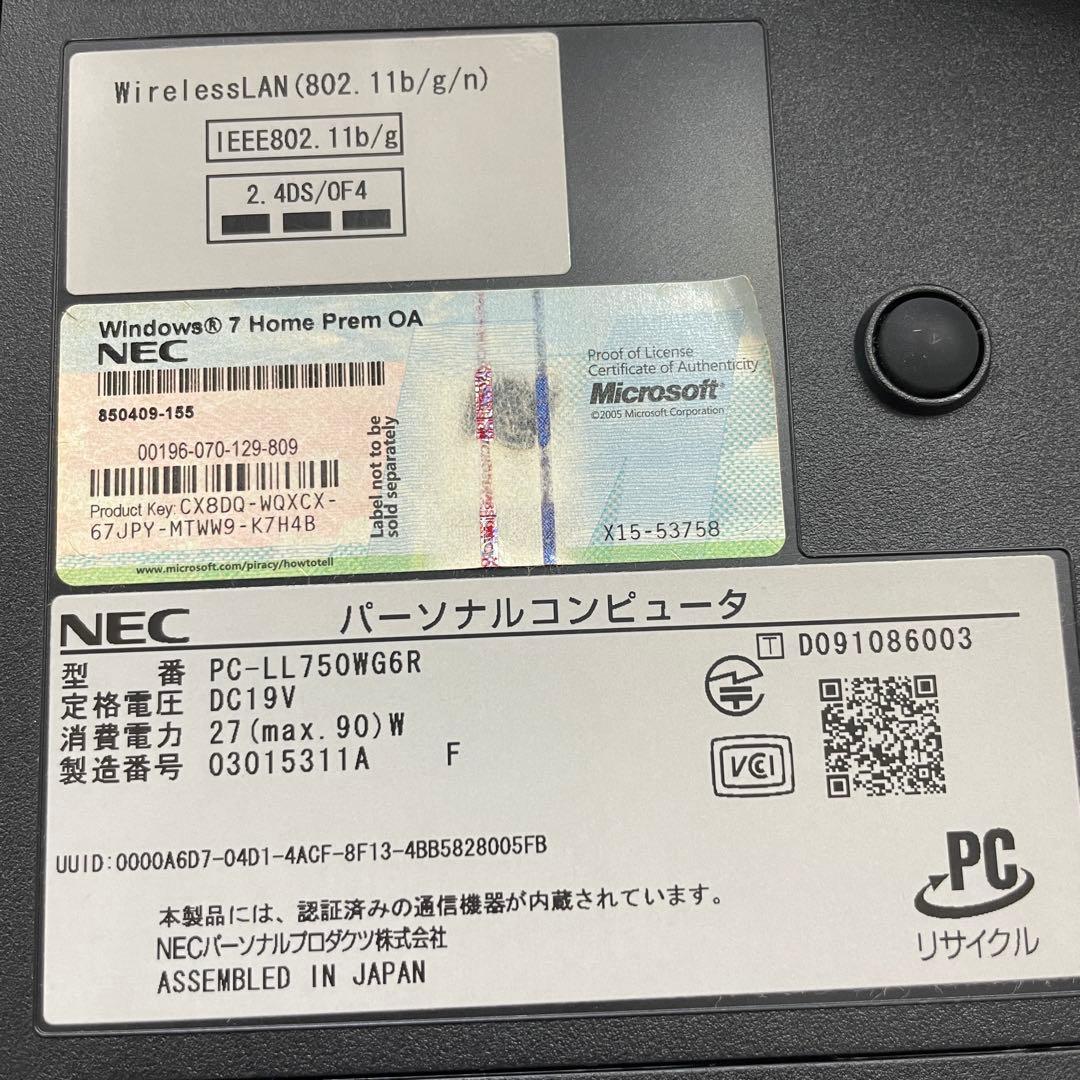 WirelessLAN(802.11b/g/n)
IEEE802.11b/g
2.4DS/OF4
Windows® 7 Home Prem OA
NEC
850409-155
00196-070-129-809
Product Key: CX8DQ-WQXCX-
67JPY-MTWW9-K7H4B
www.microsoft.com/piracy/howtotell
Label not to be
sold separately
Proof of License
Certificate of Authenticity
Microsoft®
©2005 Microsoft Corporation
X15-53758
NEC パーソナルコンピュータ
型番 PC-LL750WG6R
定格電圧 DC19V
消費電力 27(max.90)W
製造番号 03015311A F
T D091086003
VCCI
UUID:0000A6D7-04D1-4ACF-8F13-4BB5828005FB
本製品には、認証済みの通信機器が内蔵されています。
NECパーソナルプロダクツ株式会社
ASSEMBLED IN JAPAN
PC
リサイクル